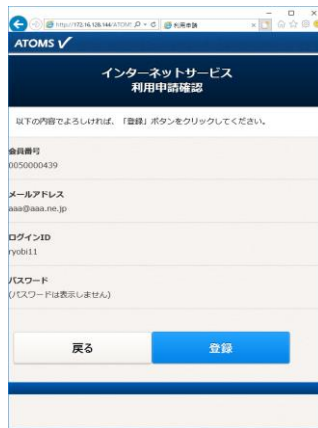 http://172.16.128.144/ATOMS
利用申請
ATOMS V
インターネットサービス
利用申請確認
以下の内容でよろしければ、「登録」ボタンをクリックしてください。
会員番号
0050000439
メールアドレス
aaa@aaa.ne.jp
ログインID
ryobi11
パスワード
(パスワードは表示しません)
戻る
登録